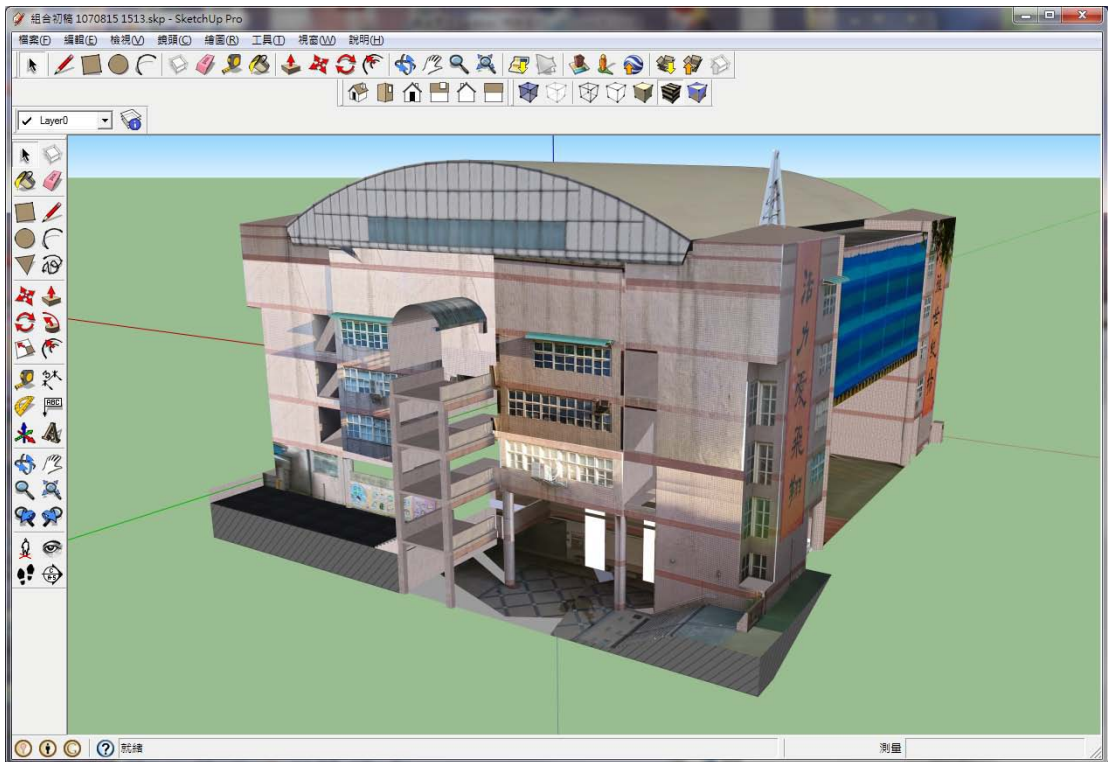 組合初稿 1070815 1513.skp - SketchUp Pro
檔案(F) 編輯(E) 檢視(V) 鏡頭(C) 繪圖(R) 工具(T) 視窗(W) 說明(H)
Layer0
ABC
活力愛飛翔
就緒
測量